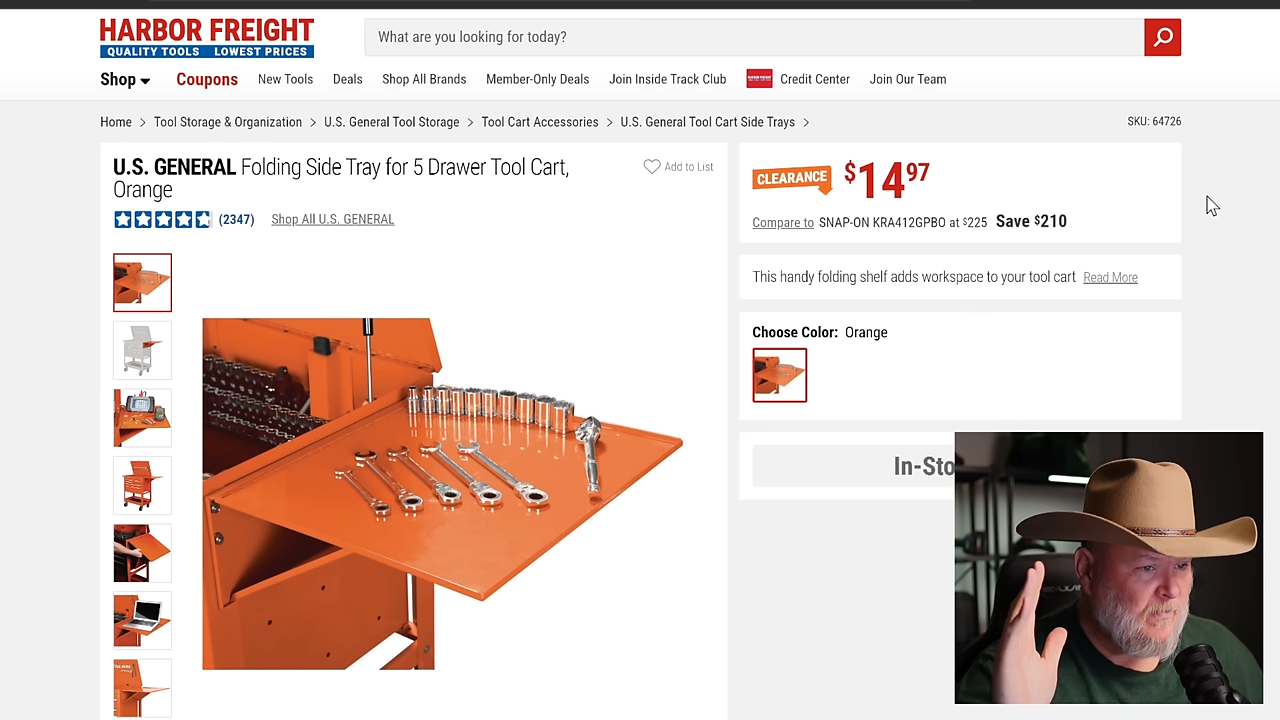 HARBOR FREIGHT
QUALITY TOOLS LOWEST PRICES
What are you looking for today?
Shop
Coupons
New Tools
Deals
Shop All Brands
Member-Only Deals
Join Inside Track Club
Credit Center
Join Our Team
Home > Tool Storage & Organization > U.S. General Tool Storage > Tool Cart Accessories > U.S. General Tool Cart Side Trays >
SKU: 64726
U.S. GENERAL Folding Side Tray for 5 Drawer Tool Cart,
Orange
Add to List
(2347)
Shop All U.S. GENERAL
CLEARANCE
$14.97
Compare to SNAP-ON KRA412GPBO at $225 Save $210
This handy folding shelf adds workspace to your tool cart Read More
Choose Color: Orange
In-Sto